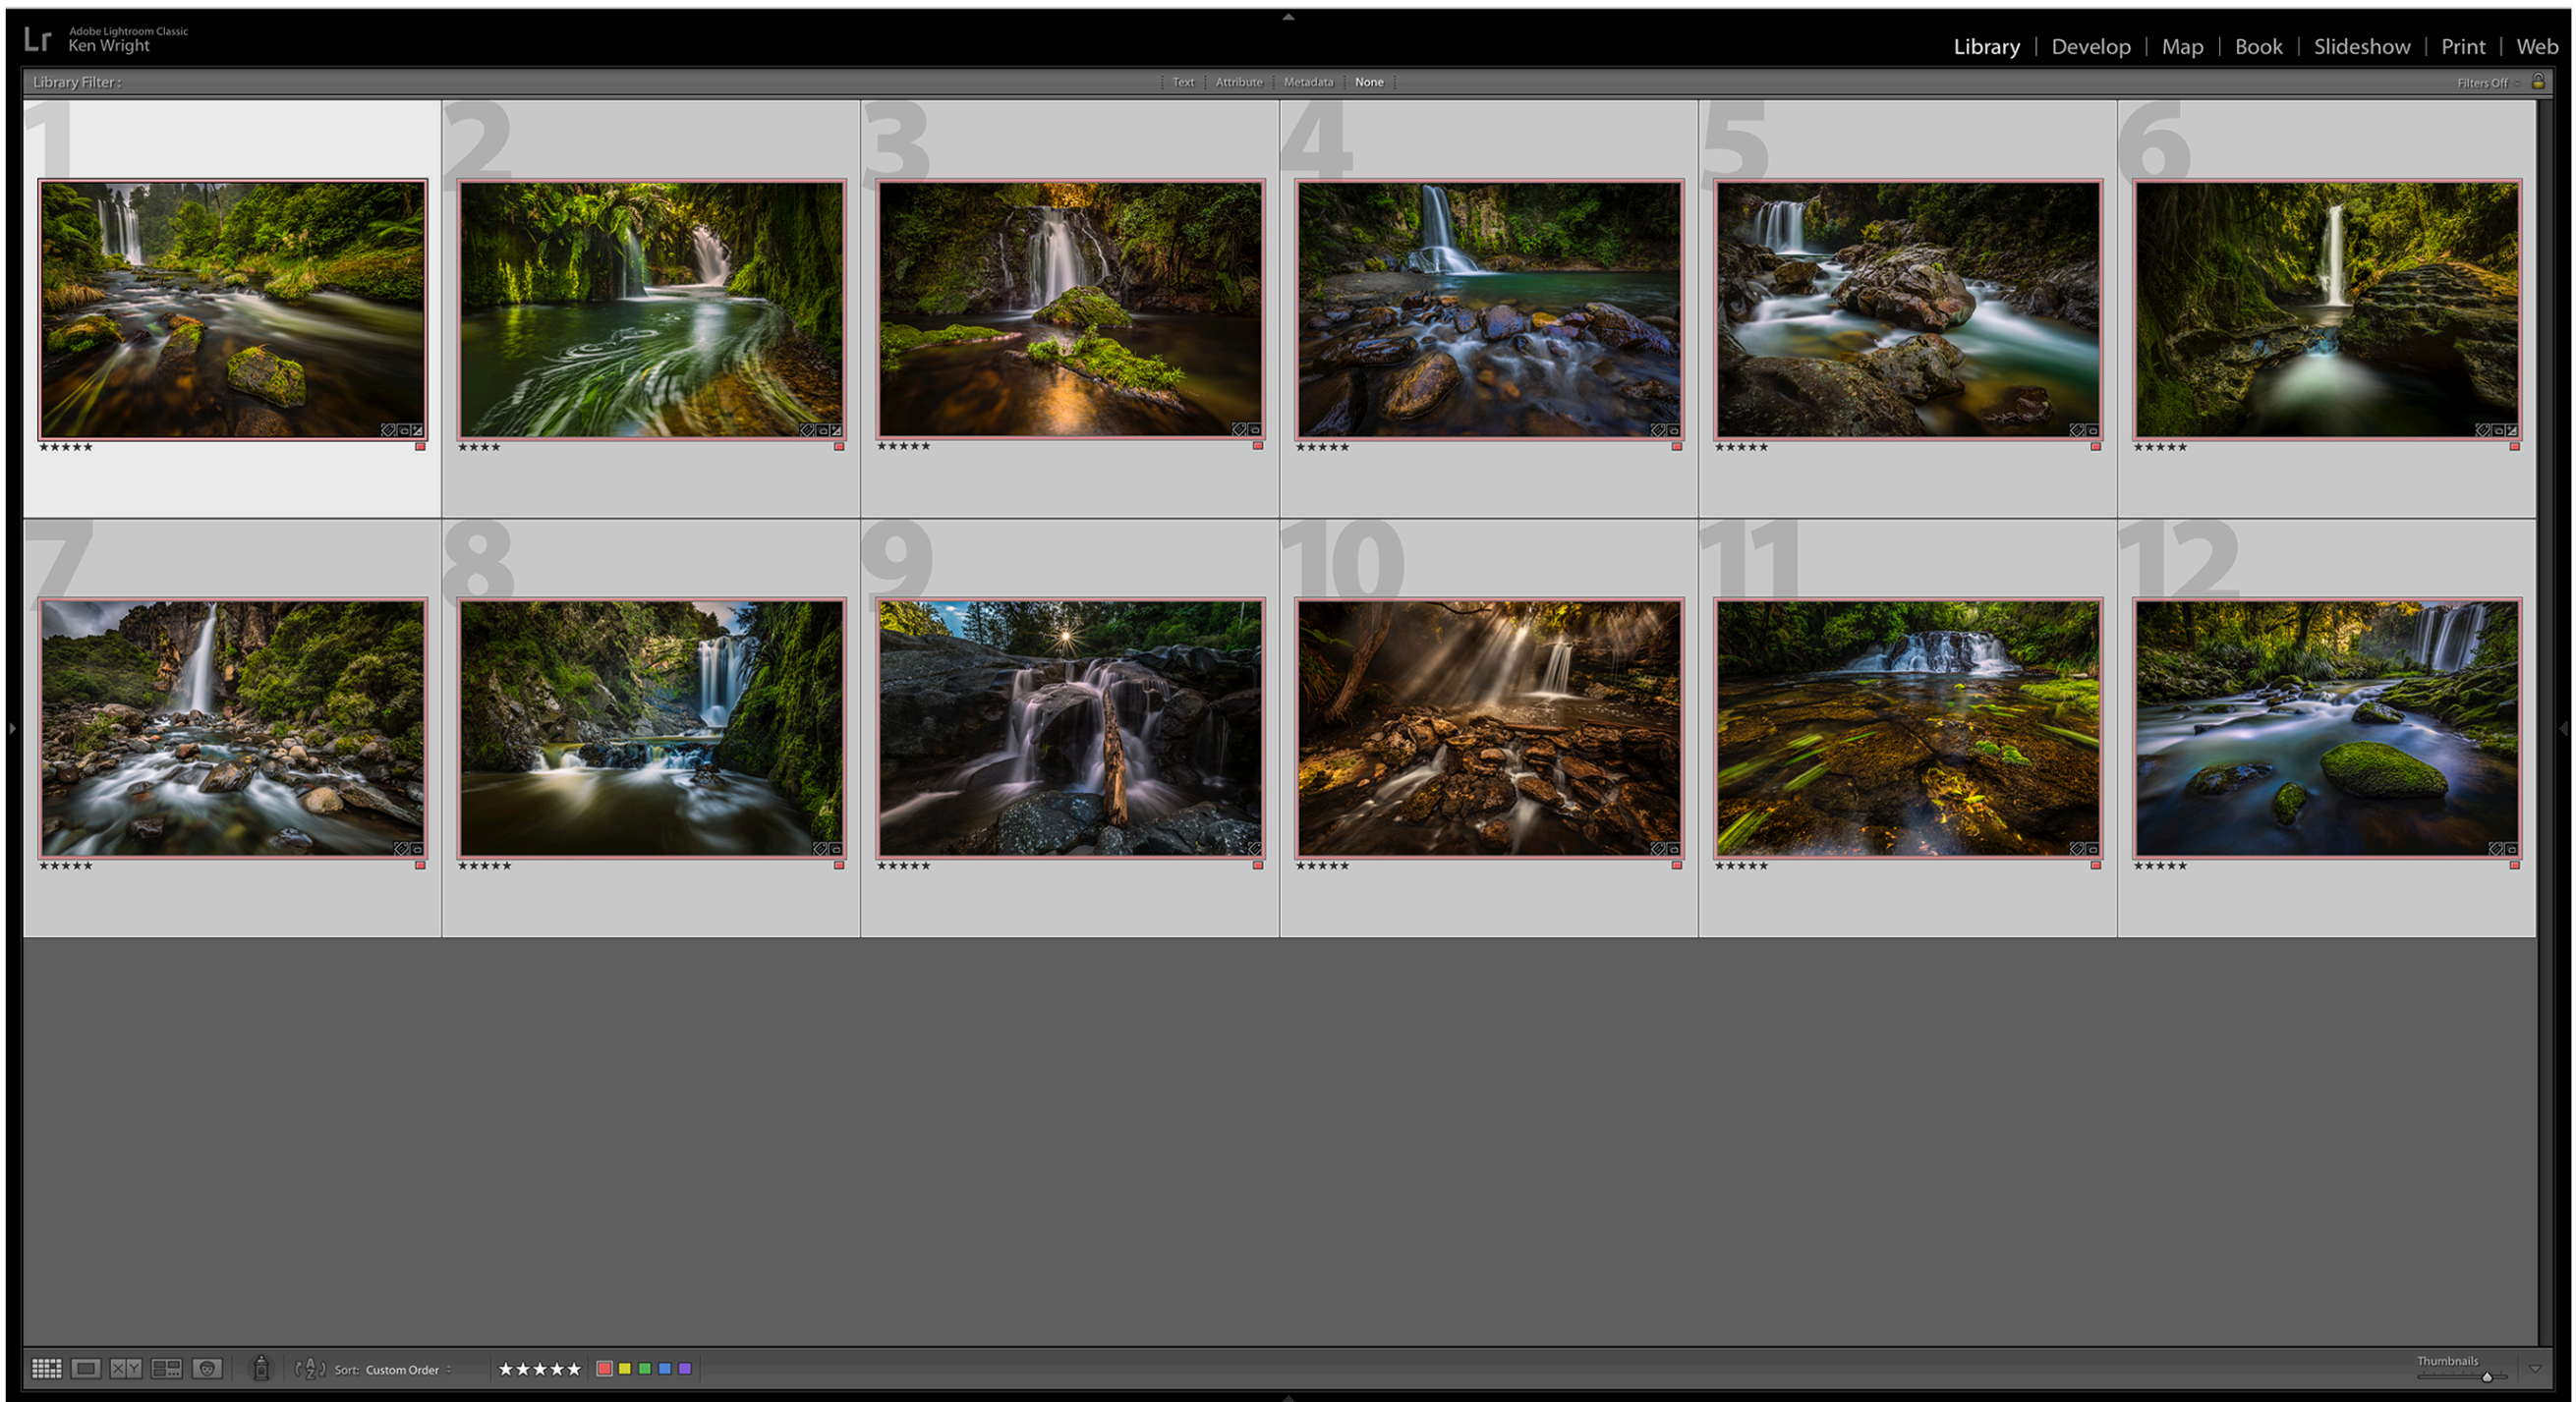 Lr
Adobe Lightroom Classic
Ken Wright
Library | Develop | Map | Book | Slideshow | Print | Web
Library Filter :
Text Attribute Metadata None
Filters Off
1 2 3 4 5 6
7 8 9 10 11 12
X Y
A
Z
Sort: Custom Order
Thumbnails